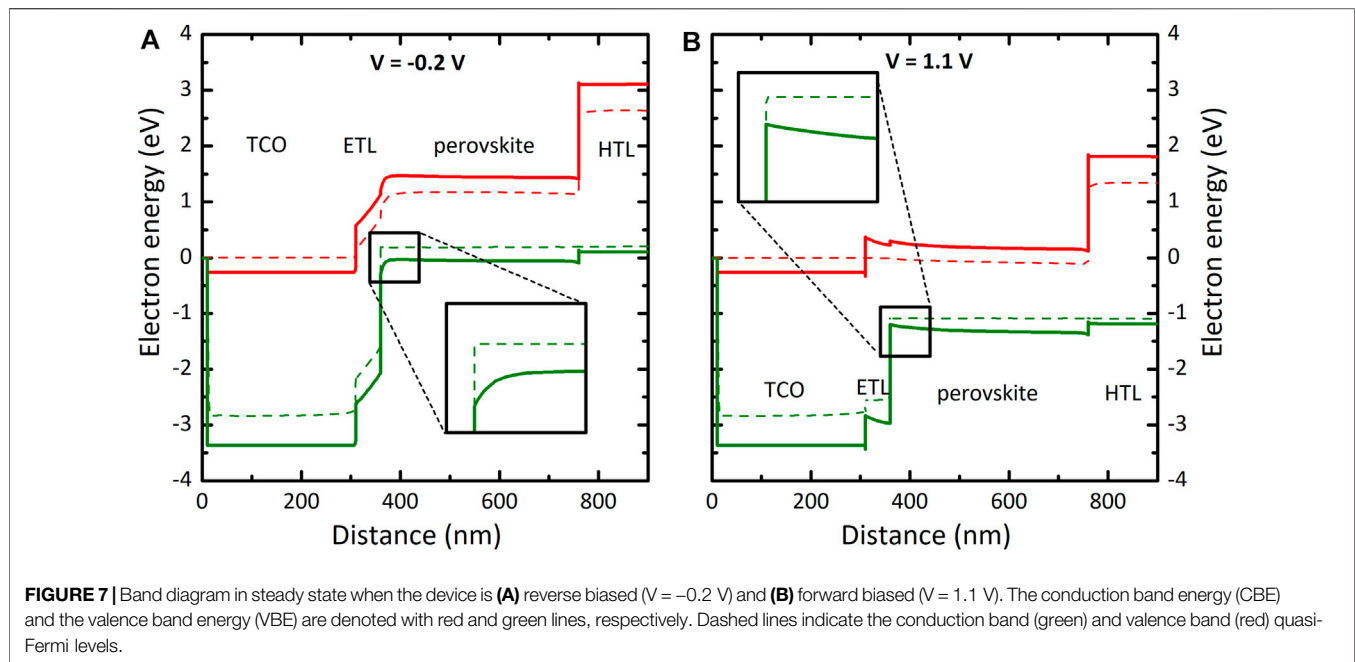 A
V = -0.2 V
4
3
2
1
0
-1
-2
-3
-4
Electron energy (eV)
TCO
ETL
perovskite
HTL
0
200
400
600
800
Distance (nm)
B
V = 1.1 V
TCO
ETL
perovskite
HTL
0
200
400
600
800
Distance (nm)
4
3
2
1
0
-1
-2
-3
-4
Electron energy (eV)
FIGURE 7 | Band diagram in steady state when the device is (A) reverse biased (V = −0.2 V) and (B) forward biased (V = 1.1 V). The conduction band energy (CBE)
and the valence band energy (VBE) are denoted with red and green lines, respectively. Dashed lines indicate the conduction band (green) and valence band (red) quasi-
Fermi levels.